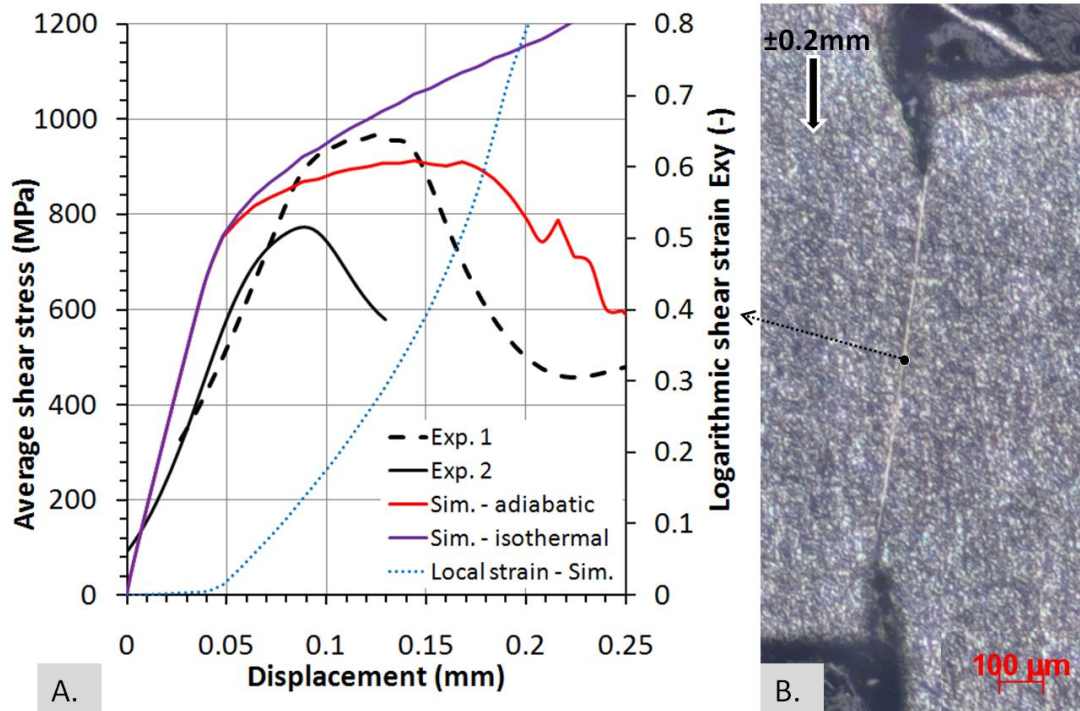 Average shear stress (MPa)
1200
1000
800
600
400
200
0
0
0.05
0.1
0.15
0.2
0.25
Displacement (mm)
Exp. 1
Exp. 2
Sim. - adiabatic
Sim. - isothermal
Local strain - Sim.
0.8
0.7
0.6
0.5
0.4
0.3
0.2
0.1
0
Logarithmic shear strain Exy (-)
A.
±0.2mm
100 µm
B.